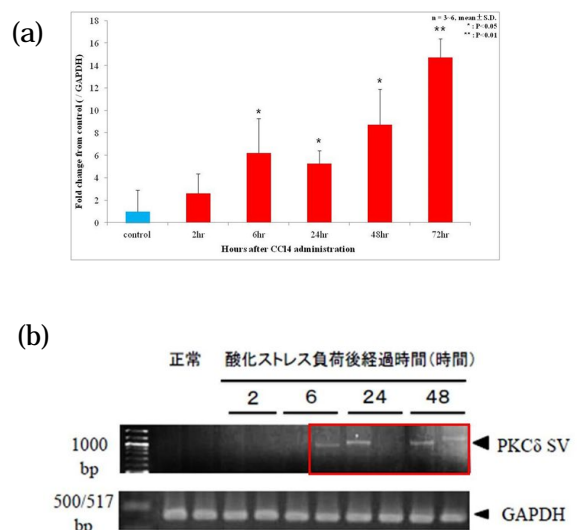 (a)
n = 3~6, mean±S.D.
* : P<0.05
** : P<0.01
Fold change from control ( / GAPDH)
18
16
14
12
10
8
6
4
2
0
*
*
*
**
control 2hr 6hr 24hr 48hr 72hr
Hours after CCl4 administration
(b)
正常 酸化ストレス負荷後経過時間(時間)
2 6 24 48
1000
bp
PKCδ SV
500/517
bp
GAPDH